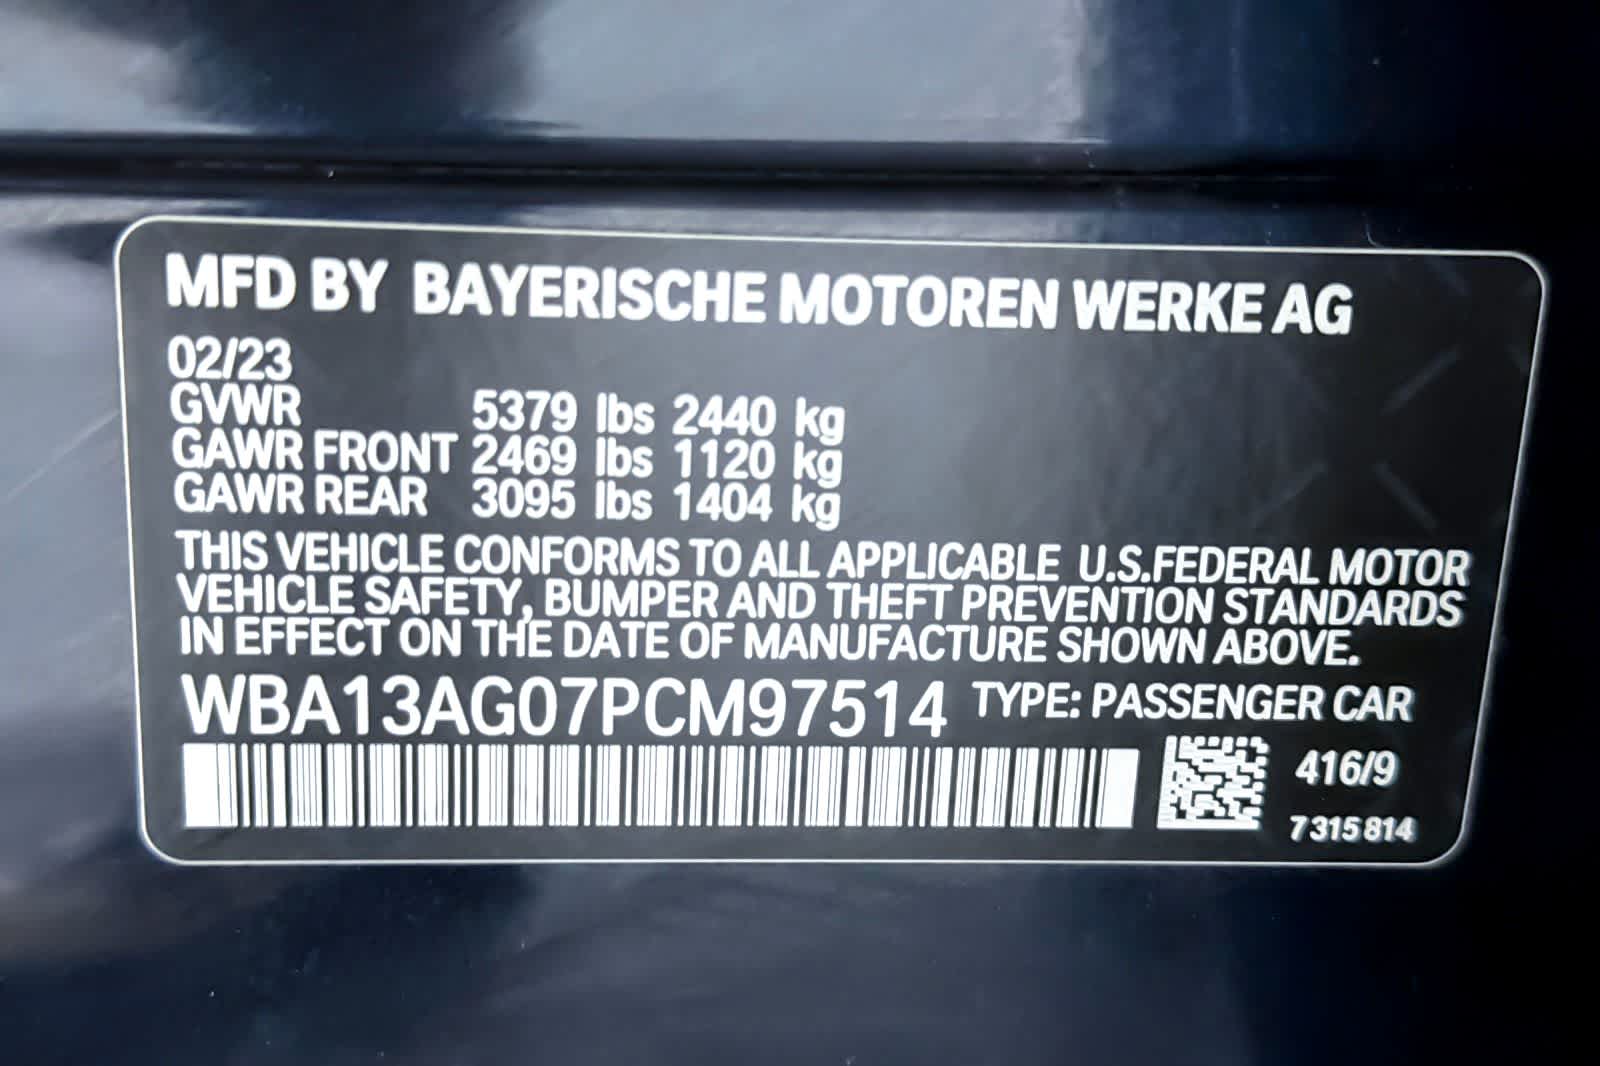 MFD BY BAYERISCHE MOTOREN WERKE AG
02/23
GVWR 5379 lbs 2440 kg
GAWR FRONT 2469 lbs 1120 kg
GAWR REAR 3095 lbs 1404 kg
THIS VEHICLE CONFORMS TO ALL APPLICABLE U.S.FEDERAL MOTOR
VEHICLE SAFETY, BUMPER AND THEFT PREVENTION STANDARDS
IN EFFECT ON THE DATE OF MANUFACTURE SHOWN ABOVE.
WBA13AG07PCM97514 TYPE: PASSENGER CAR
416/9
7315814